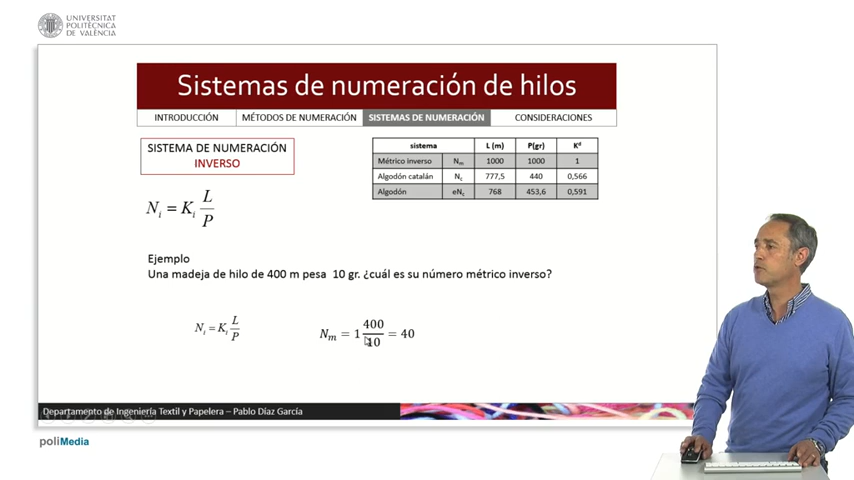 UNIVERSITAT
POLITÈCNICA
DE VALÈNCIA
Sistemas de numeración de hilos
INTRODUCCIÓN MÉTODOS DE NUMERACIÓN SISTEMAS DE NUMERACIÓN CONSIDERACIONES
SISTEMA DE NUMERACIÓN
INVERSO
sistema L (m) P(gr) Kᵈ
Métrico inverso Nₘ 1000 1000 1
Algodón catalán N꜀ 777,5 440 0,566
Algodón eN꜀ 768 453,6 0,591
Nᵢ = Kᵢ L/P
Ejemplo
Una madeja de hilo de 400 m pesa 10 gr. ¿cuál es su número métrico inverso?
Nᵢ = Kᵢ L/P
Nₘ = 1 400/10 = 40
Departamento de Ingeniería Textil y Papelera – Pablo Díaz García
poliMedia